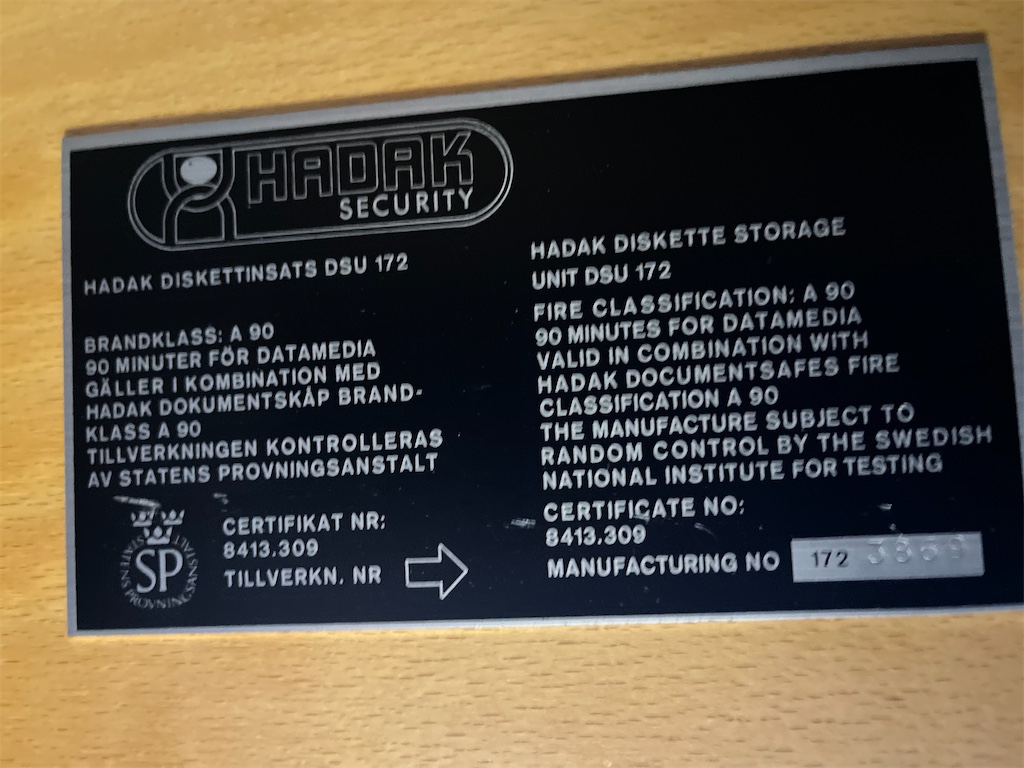 HADAK
SECURITY
HADAK DISKETTINSATS DSU 172
BRANDKLASS: A 90
90 MINUTER FÖR DATAMEDIA
GÄLLER I KOMBINATION MED
HADAK DOKUMENTSKÅP BRAND-
KLASS A 90
TILLVERKNINGEN KONTROLLERAS
AV STATENS PROVNINGSANSTALT
SP
STATENS PROVNINGSANSTALT
CERTIFIKAT NR:
8413.309
TILLVERKN. NR
HADAK DISKETTE STORAGE
UNIT DSU 172
FIRE CLASSIFICATION: A 90
90 MINUTES FOR DATAMEDIA
VALID IN COMBINATION WITH
HADAK DOCUMENTSAFES FIRE
CLASSIFICATION A 90
THE MANUFACTURE SUBJECT TO
RANDOM CONTROL BY THE SWEDISH
NATIONAL INSTITUTE FOR TESTING
CERTIFICATE NO:
8413.309
MANUFACTURING NO 172